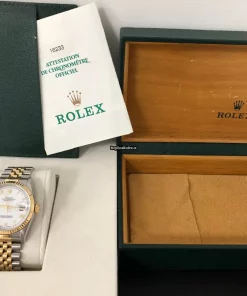 16233
ATTESTATION
DE CHRONOMÈTRE
OFFICIEL
ROLEX
ROLEX